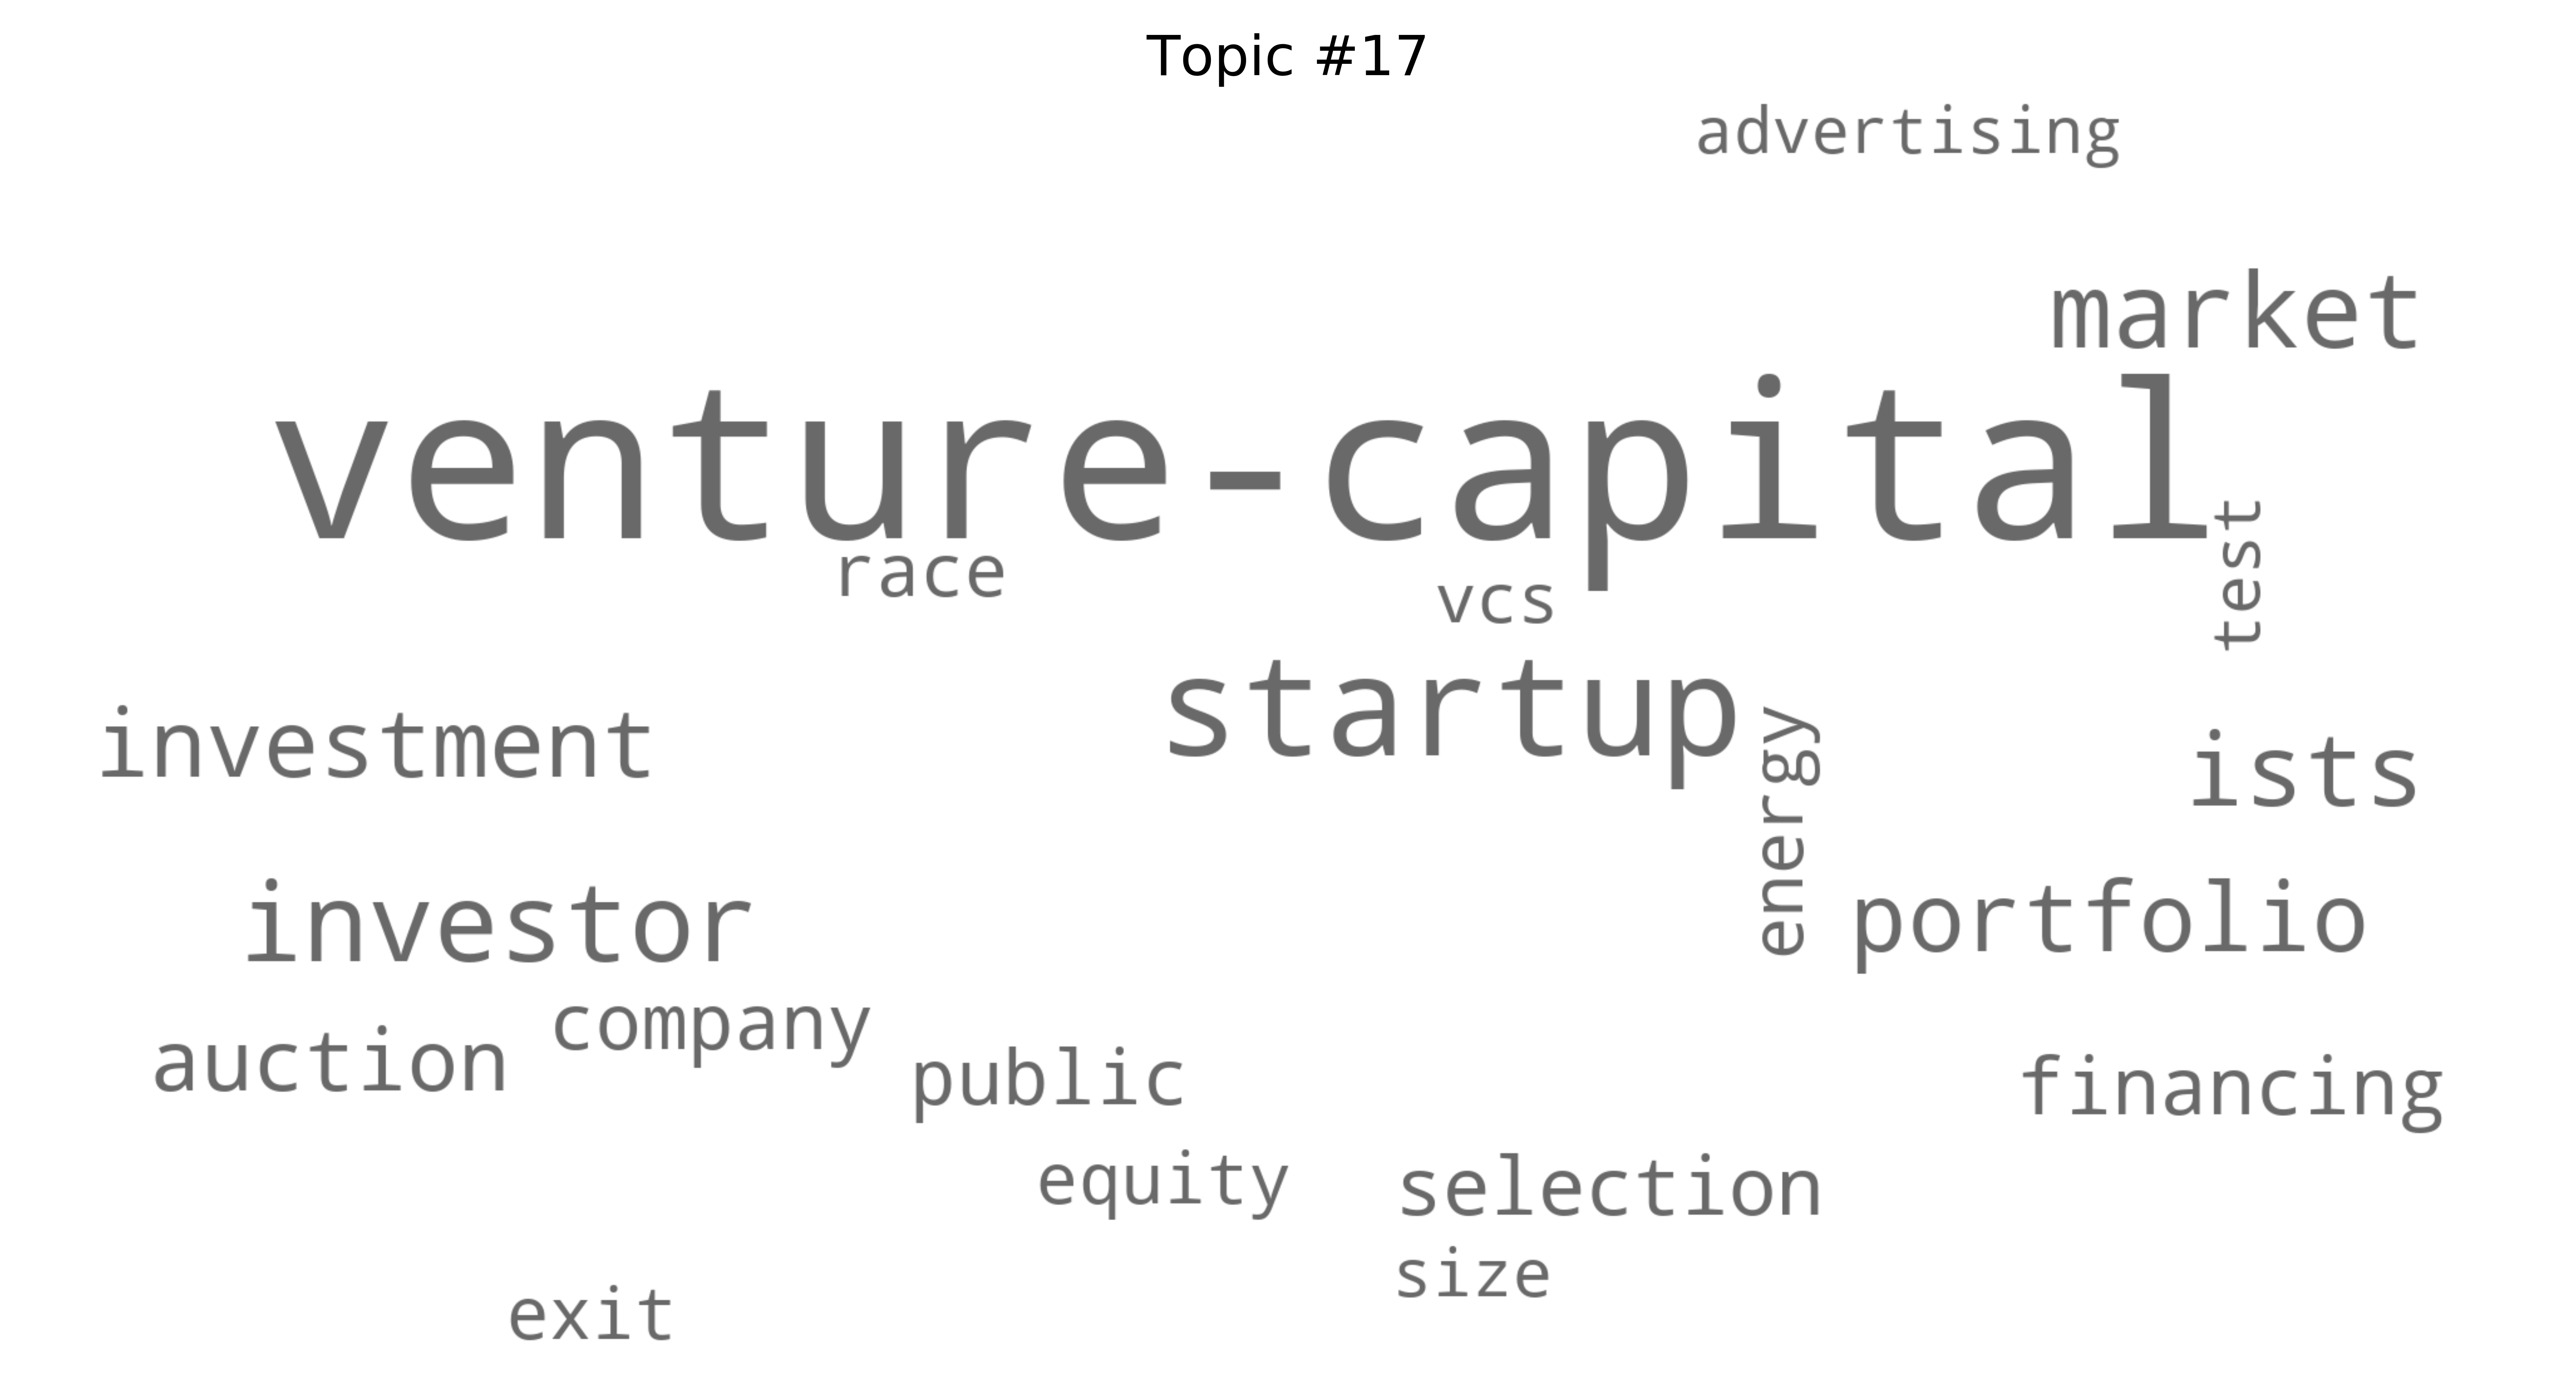 Topic #17
advertising
market
venture-capital
test
race
vcs
startup
investment
energy
ists
investor
portfolio
company
auction
public
financing
equity
selection
size
exit